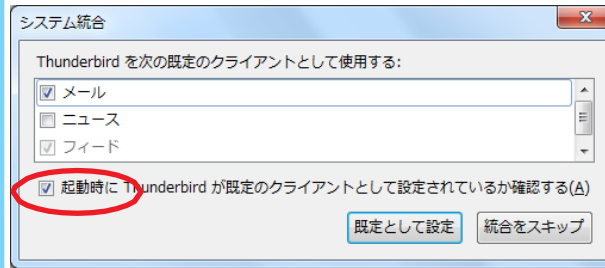 システム統合
Thunderbird を次の既定のクライアントとして使用する:
メール
ニュース
フィード
起動時に Thunderbird が既定のクライアントとして設定されているか確認する(A)
既定として設定 統合をスキップ